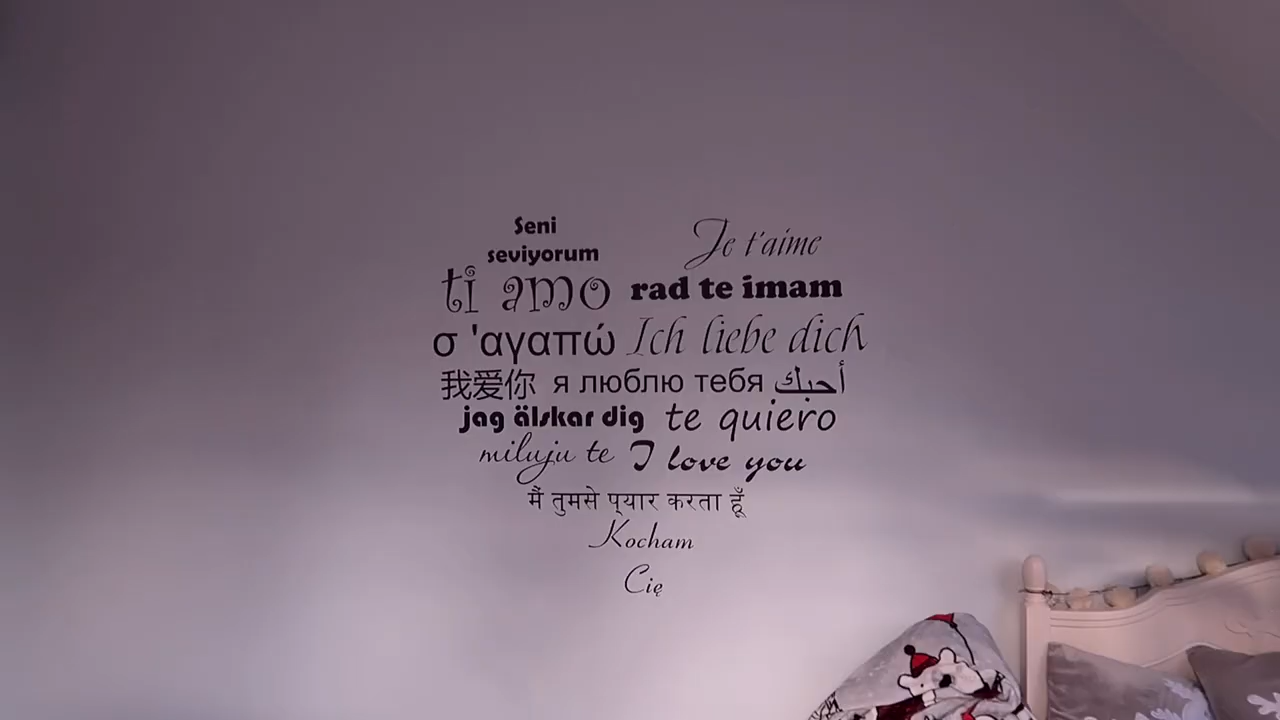 Seni
seviyorum
Je t'aime
ti amo
rad te imam
σ 'αγαπώ
Ich liebe dich
我爱你
я люблю тебя
أحبك
jag älskar dig
te quiero
miluju te
I love you
मैं तुमसे प्‌यार करता हूँ
Kocham
Cię